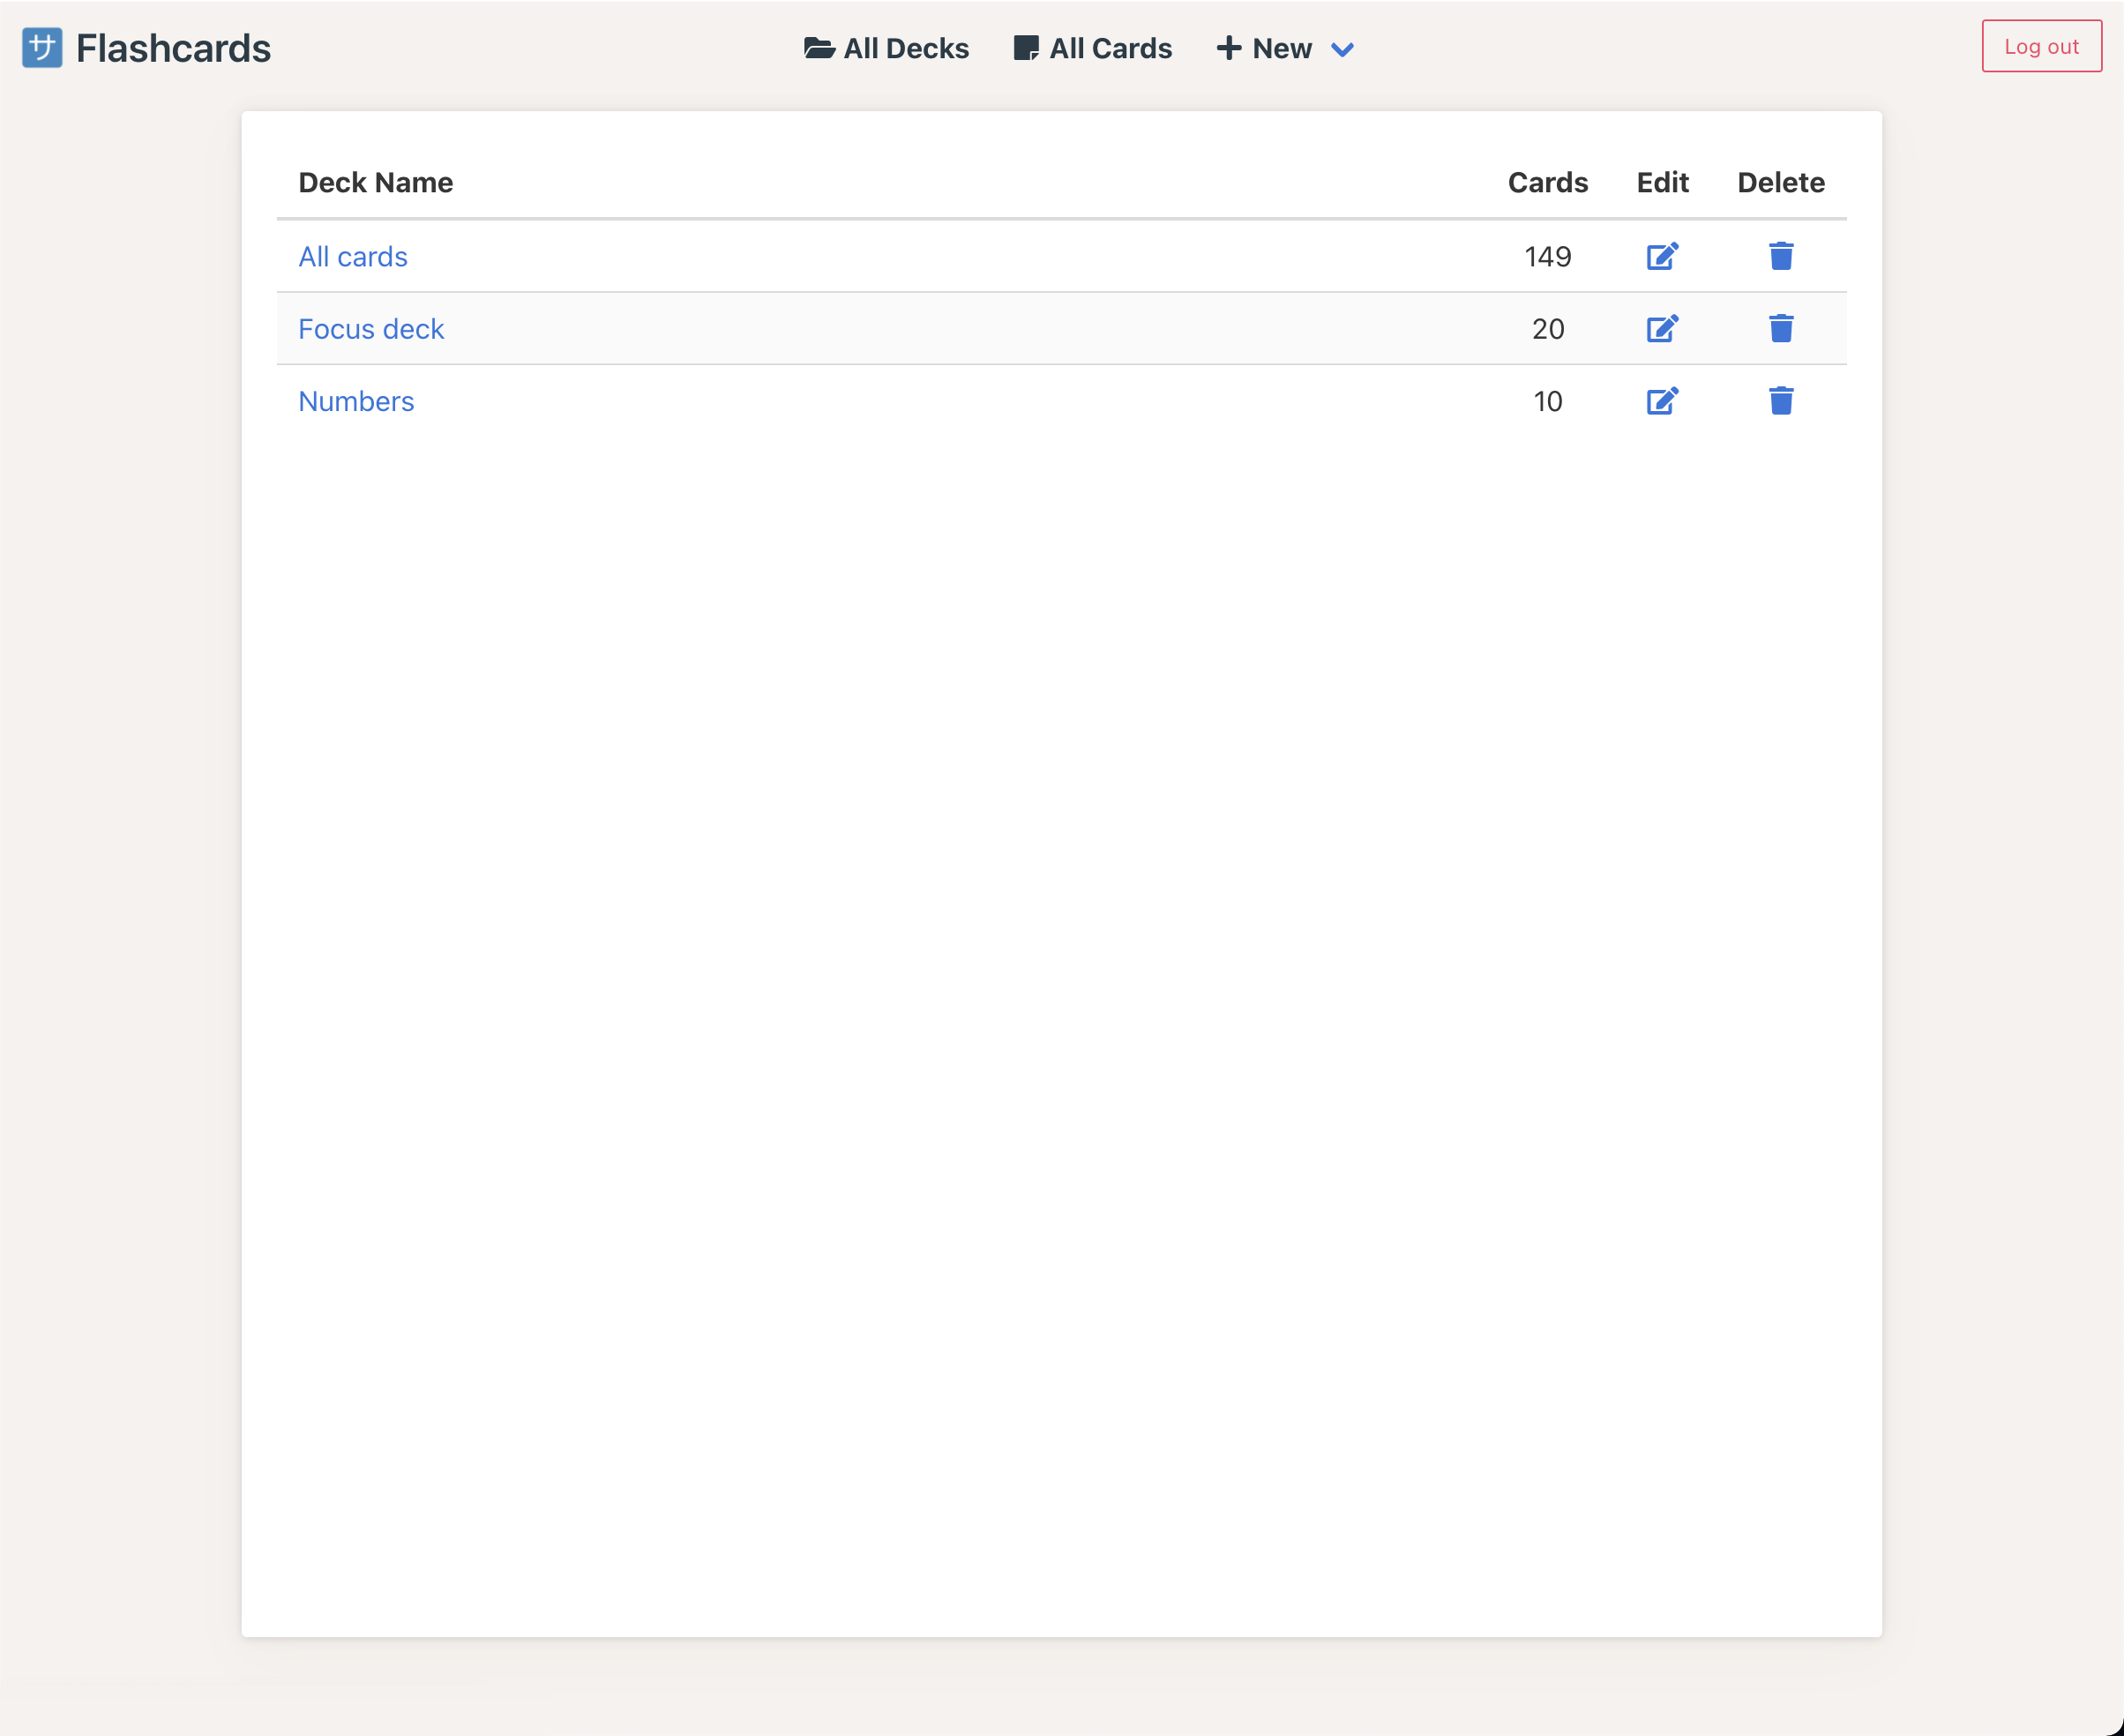 サ Flashcards
All Decks All Cards New
Log out
Deck Name Cards Edit Delete
All cards 149
Focus deck 20
Numbers 10